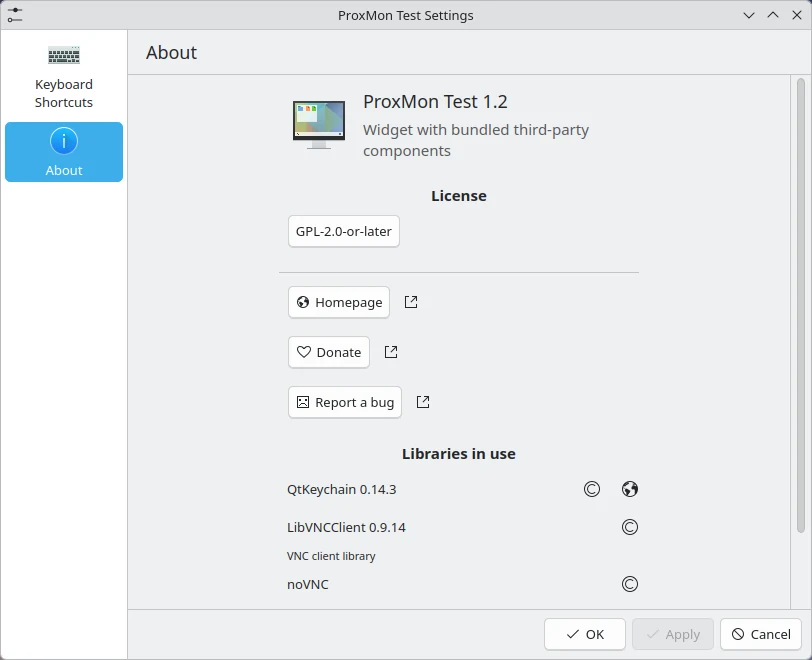 ProxMon Test Settings
Keyboard
Shortcuts
About
About
ProxMon Test 1.2
Widget with bundled third-party
components
License
GPL-2.0-or-later
Homepage
Donate
Report a bug
Libraries in use
QtKeychain 0.14.3
LibVNCClient 0.9.14
VNC client library
noVNC
OK
Apply
Cancel